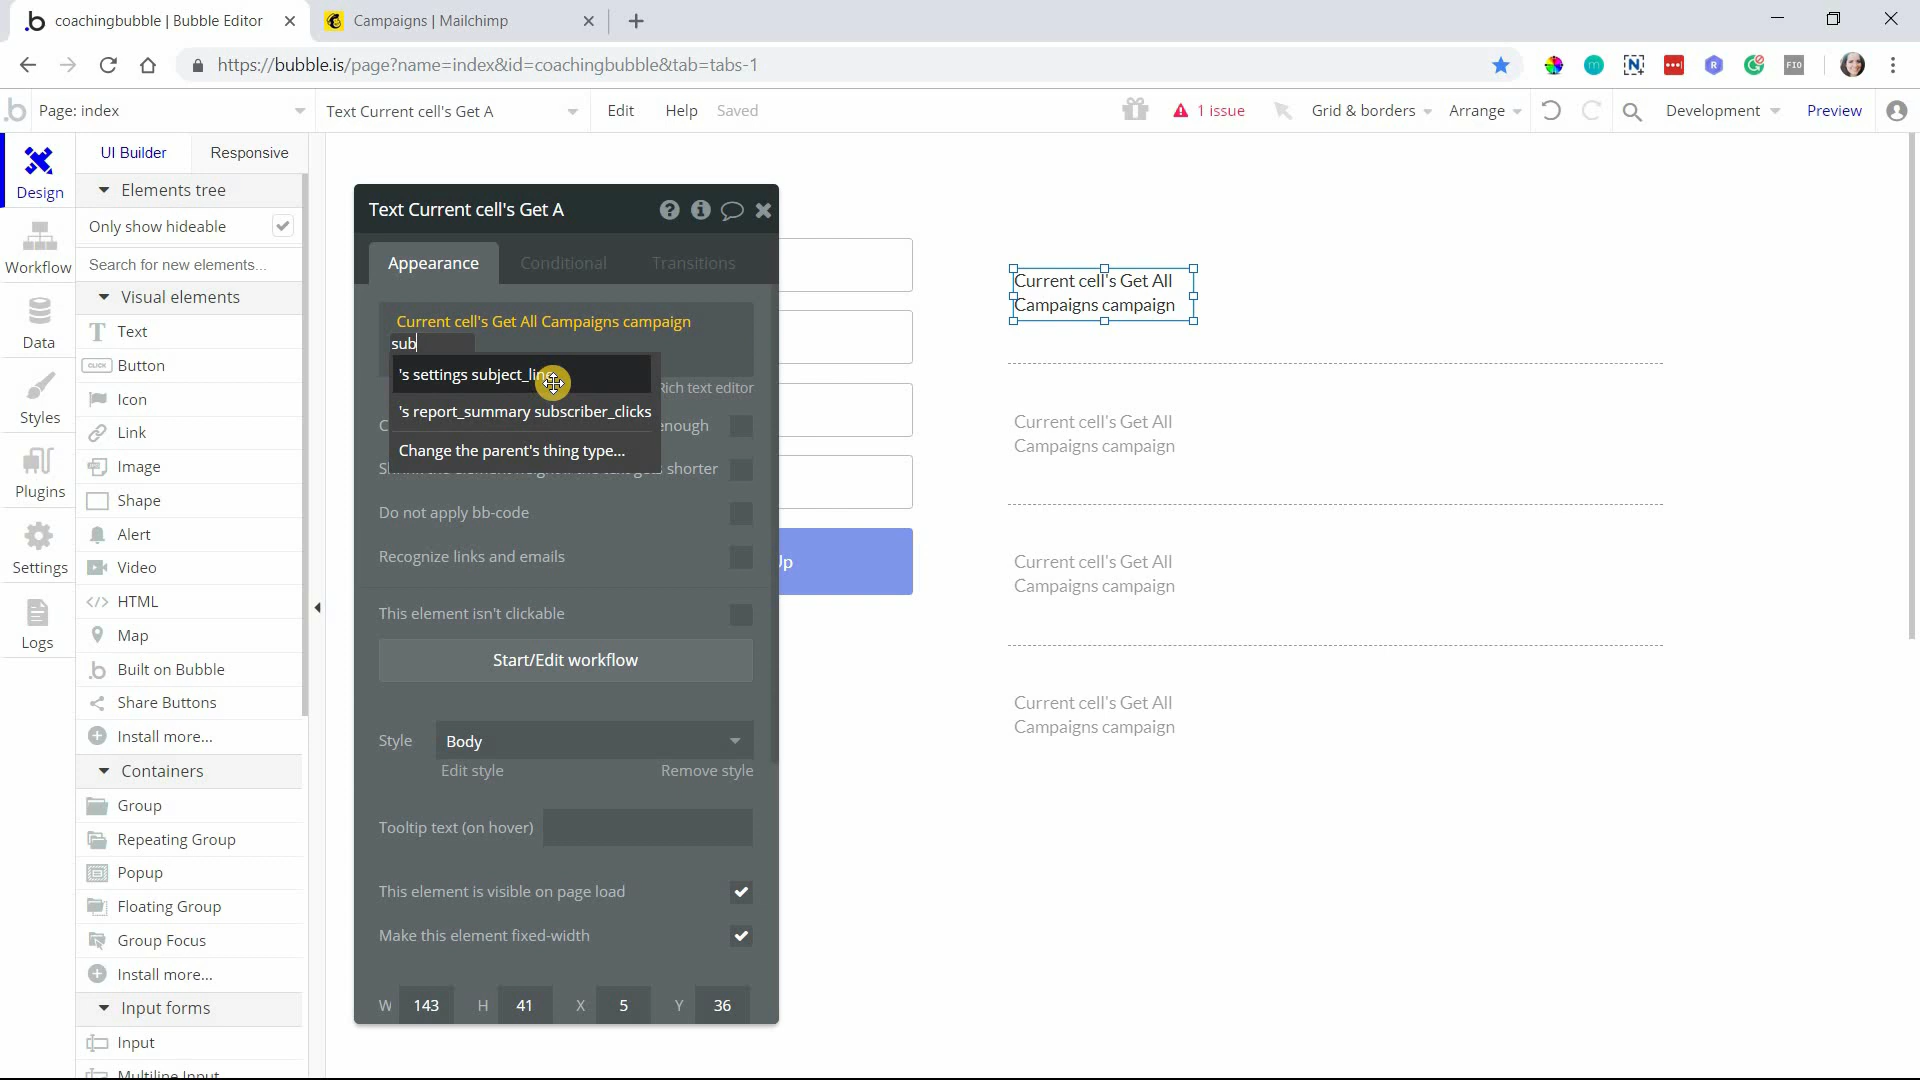 coachingbubble | Bubble Editor
Campaigns | Mailchimp
https://bubble.is/page?name=index&id=coachingbubble&tab=tabs-1
FIO
Page: index
Text Current cell's Get A
Edit
Help
Saved
1 issue
Grid & borders
Arrange
Development
Preview
Design
Workflow
Data
Styles
Plugins
Settings
Logs
UI Builder
Responsive
Elements tree
Only show hideable
Search for new elements...
Visual elements
Text
CLICK
Button
Icon
Link
Image
Shape
Alert
Video
HTML
Map
Built on Bubble
Share Buttons
Install more...
Containers
Group
Repeating Group
Popup
Floating Group
Group Focus
Install more...
Input forms
Input
Multiline Input
Text Current cell's Get A
Appearance
Conditional
Transitions
Current cell's Get All Campaigns campaign
sub
's settings subject_line
's report_summary subscriber_clicks
Change the parent's thing type...
Rich text editor
enough
shorter
Do not apply bb-code
Recognize links and emails
This element isn't clickable
Start/Edit workflow
Style
Body
Edit style
Remove style
Tooltip text (on hover)
This element is visible on page load
Make this element fixed-width
W 143 H 41 X 5 Y 36
Up
Current cell's Get All
Campaigns campaign
Current cell's Get All
Campaigns campaign
Current cell's Get All
Campaigns campaign
Current cell's Get All
Campaigns campaign